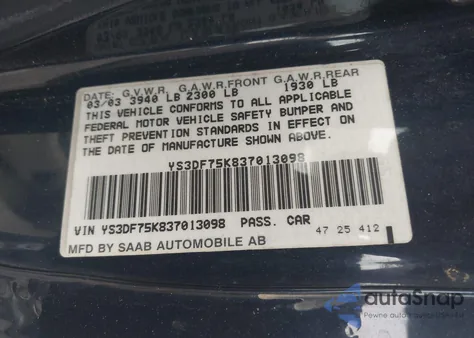 DATE: G.V.W.R. G.A.W.R.FRONT G.A.W.R.REAR
03/03 3940 LB 2300 LB 1930 LB
THIS VEHICLE CONFORMS TO ALL APPLICABLE
FEDERAL MOTOR VEHICLE SAFETY BUMPER AND
THEFT PREVENTION STANDARDS IN EFFECT ON
THE DATE OF MANUFACTURE SHOWN ABOVE.
YS3DF75K837013098
VIN YS3DF75K837013098 PASS. CAR
MFD BY SAAB AUTOMOBILE AB 47 25 412
autoSnap
Pewne auto